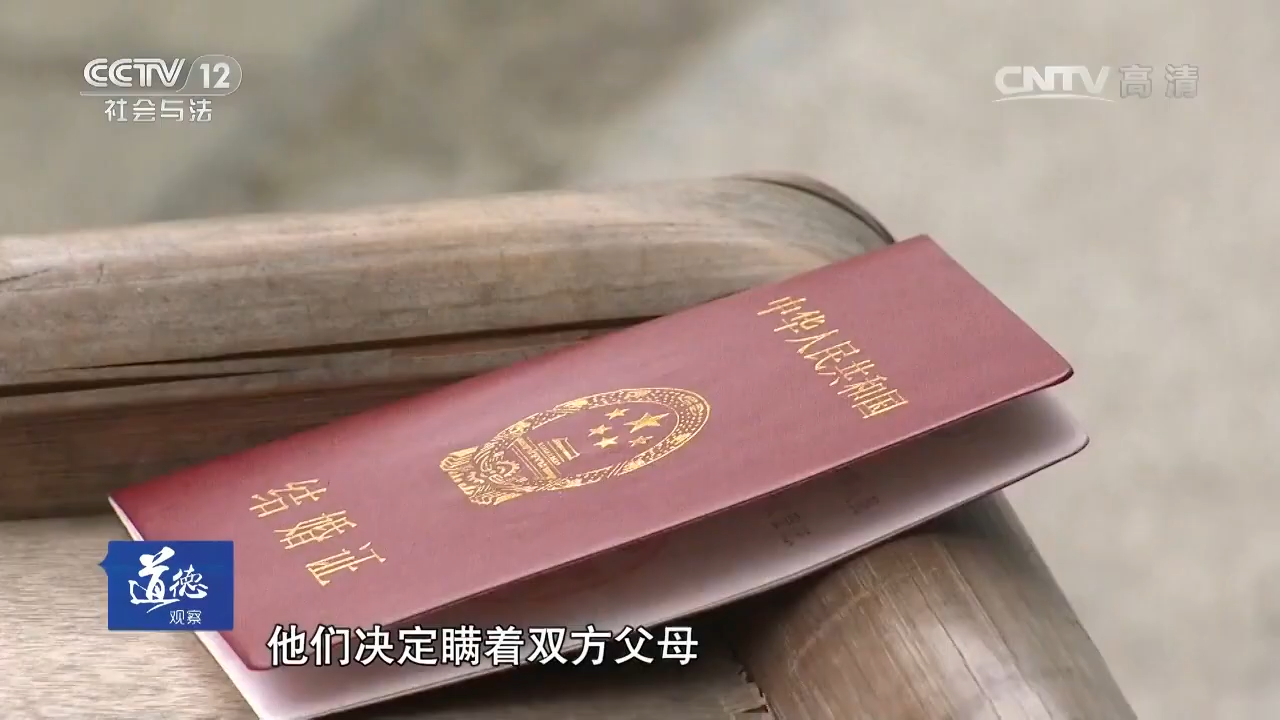 CCTV 12
社会与法
CNTV 高清
中华人民共和国
结婚证
道德
观察
他们决定瞒着双方父母